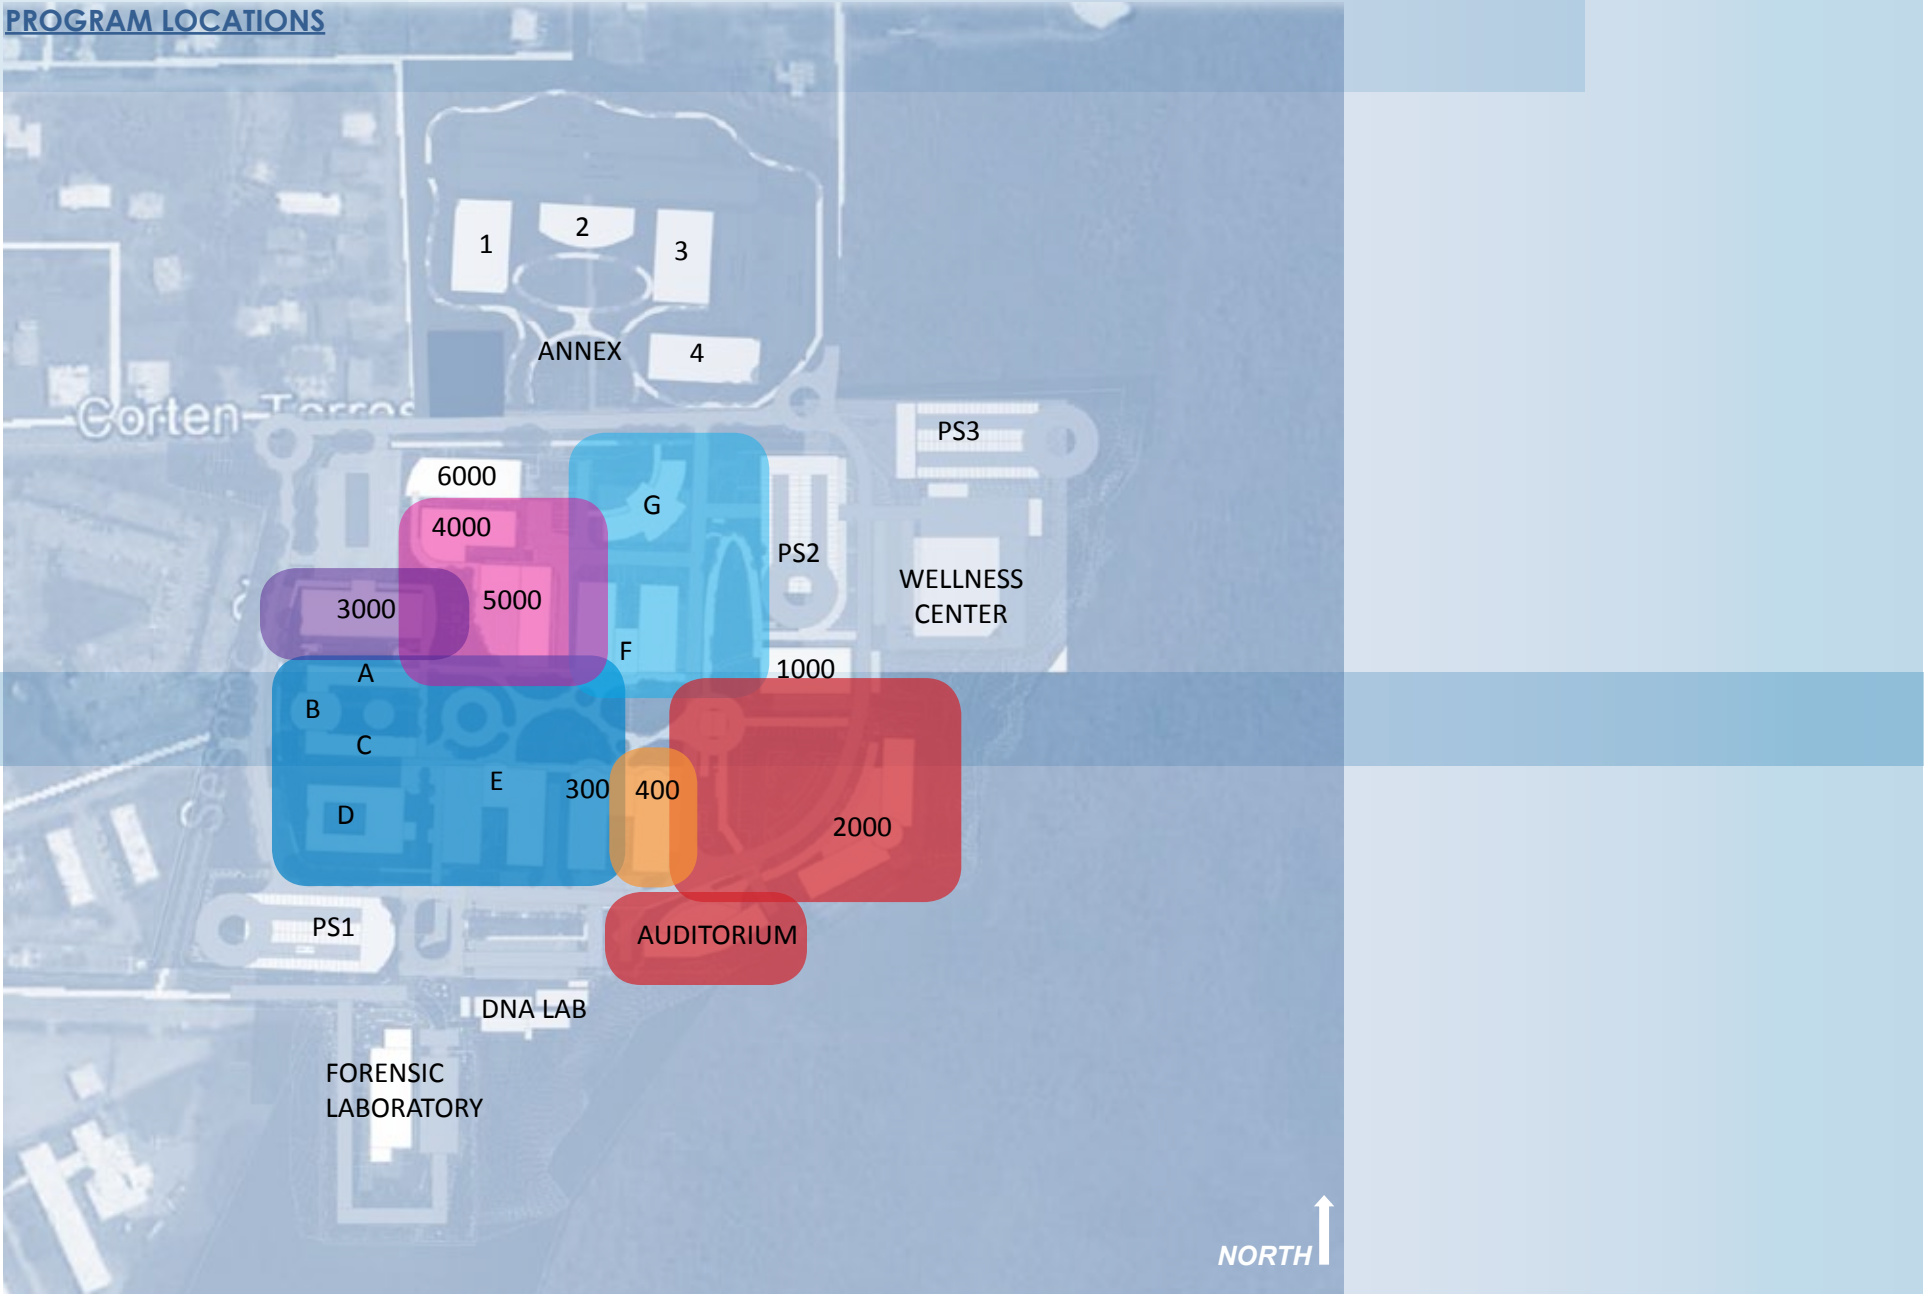 PROGRAM LOCATIONS
1
2
3
ANNEX
4
Corten-Torres
PS3
6000
G
4000
PS2
WELLNESS
CENTER
3000
5000
F
1000
A
B
C
E
300
400
D
2000
PS1
AUDITORIUM
DNA LAB
FORENSIC
LABORATORY
NORTH